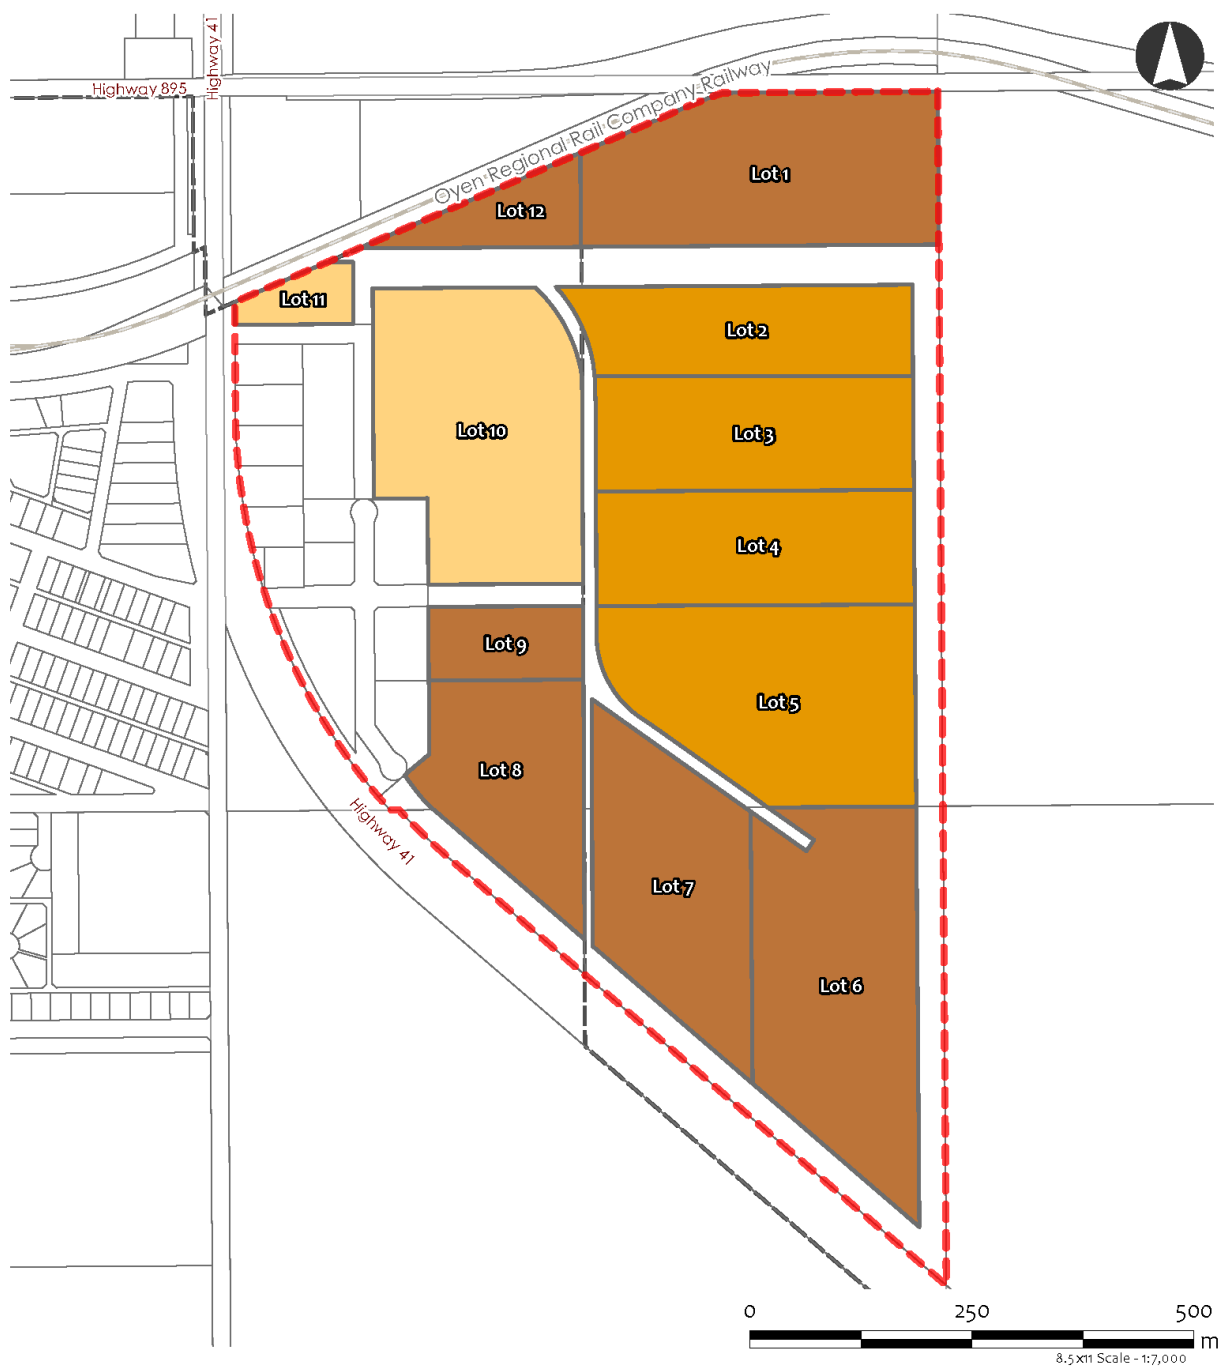 Highway 41
Highway 895
Oyen Regional Rail Company Railway
Lot 1
Lot 12
Lot 11
Lot 2
Lot 10
Lot 3
Lot 4
Lot 9
Lot 5
Lot 8
Highway 41
Lot 7
Lot 6
0 250 500
m
8.5x11 Scale - 1:7,000